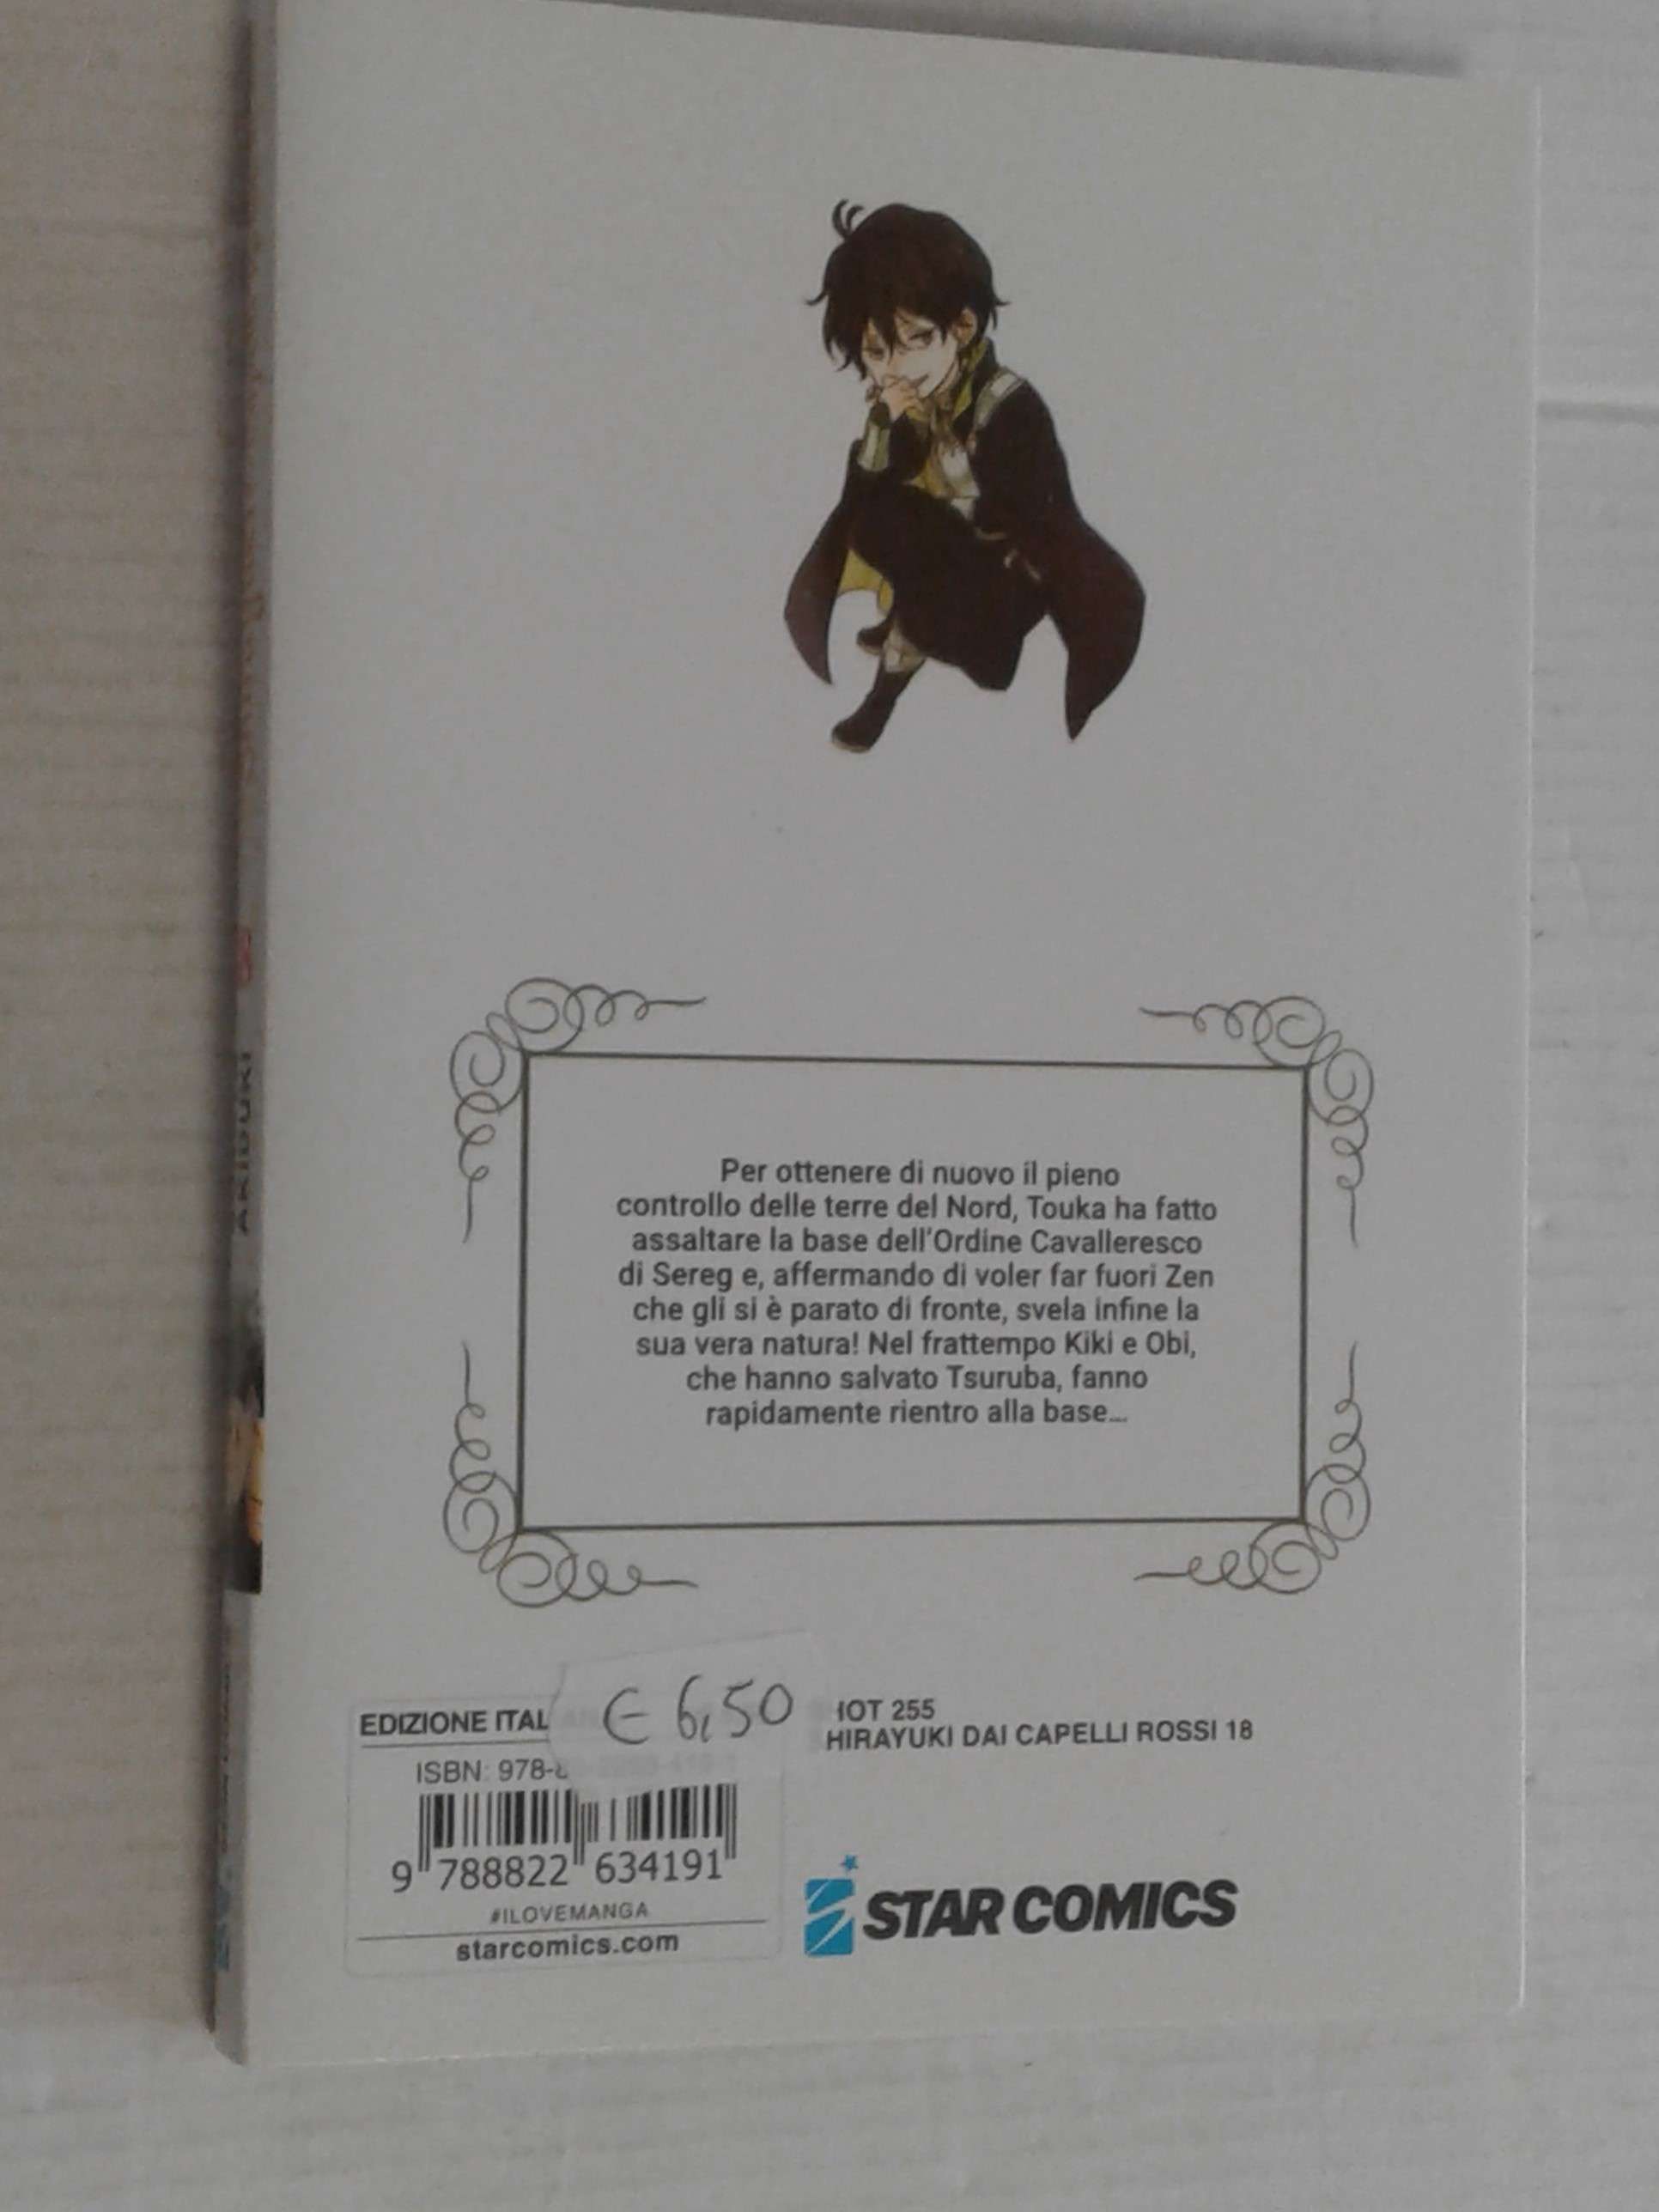 AKIDUKI
Per ottenere di nuovo il pieno
controllo delle terre del Nord, Touka ha fatto
assaltare la base dell'Ordine Cavalleresco
di Sereg e, affermando di voler far fuori Zen
che gli si è parato di fronte, svela infine la
sua vera natura! Nel frattempo Kiki e Obi,
che hanno salvato Tsuruba, fanno
rapidamente rientro alla base...
EDIZIONE ITAL
€ 6,50
HOT 255
HIRAYUKI DAI CAPELLI ROSSI 18
ISBN: 978-8
9 788822 634191
#ILOVEMANGA
starcomics.com
STAR COMICS